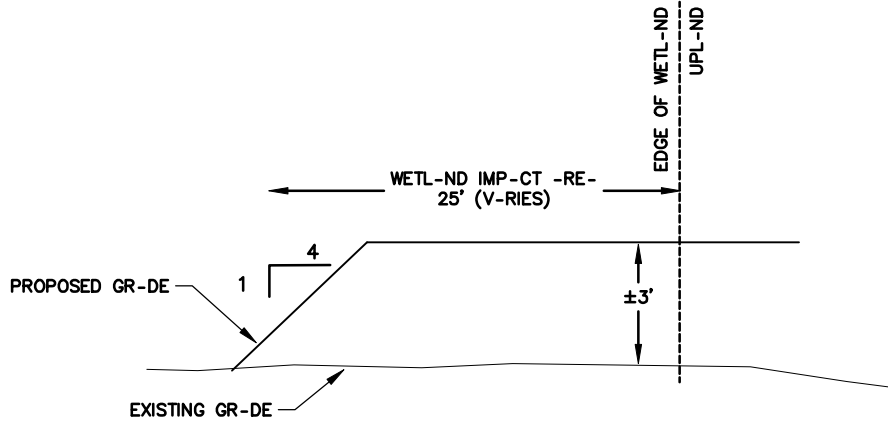 EDGE OF WETL-ND
UPL-ND
WETL-ND IMP-CT -RE-
25' (V-RIES)
4
1
PROPOSED GR-DE
±3'
EXISTING GR-DE